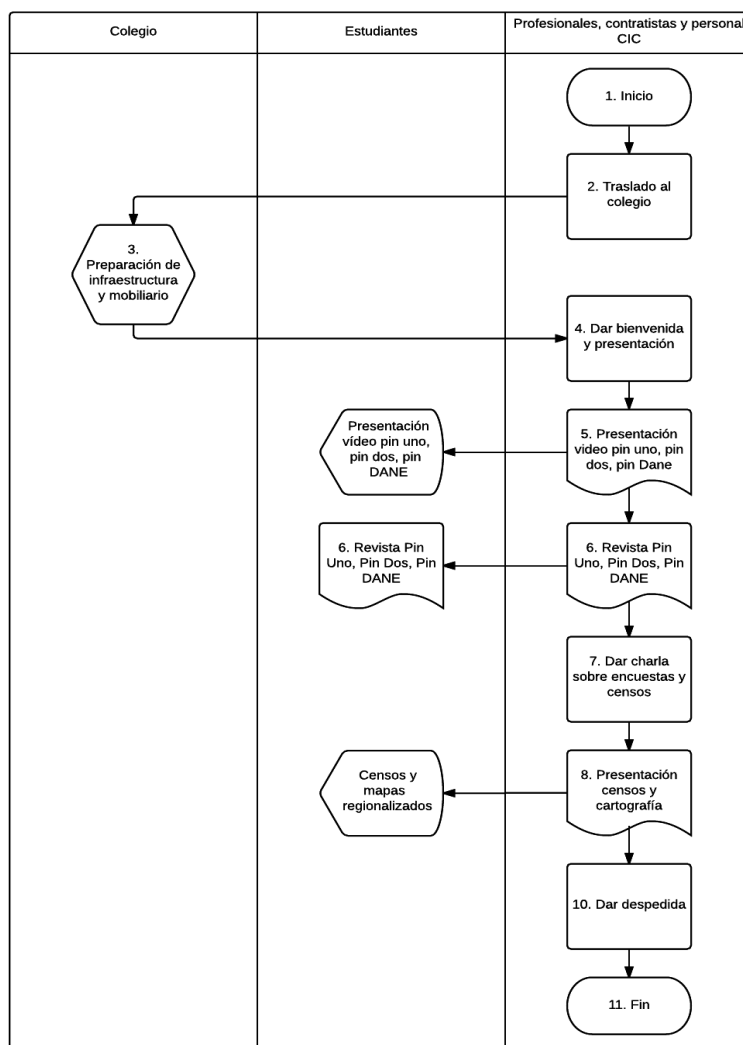 Colegio
Estudiantes
Profesionales, contratistas y personal
CIC
1. Inicio
2. Traslado al
colegio
3.
Preparación de
infraestructura
y mobiliario
4. Dar bienvenida
y presentación
Presentación
vídeo pin uno,
pin dos, pin
DANE
5. Presentación
video pin uno, pin
dos, pin Dane
6. Revista Pin
Uno, Pin Dos, Pin
DANE
6. Revista Pin
Uno, Pin Dos, Pin
DANE
7. Dar charla
sobre encuestas y
censos
Censos y
mapas
regionalizados
8. Presentación
censos y
cartografía
10. Dar despedida
11. Fin